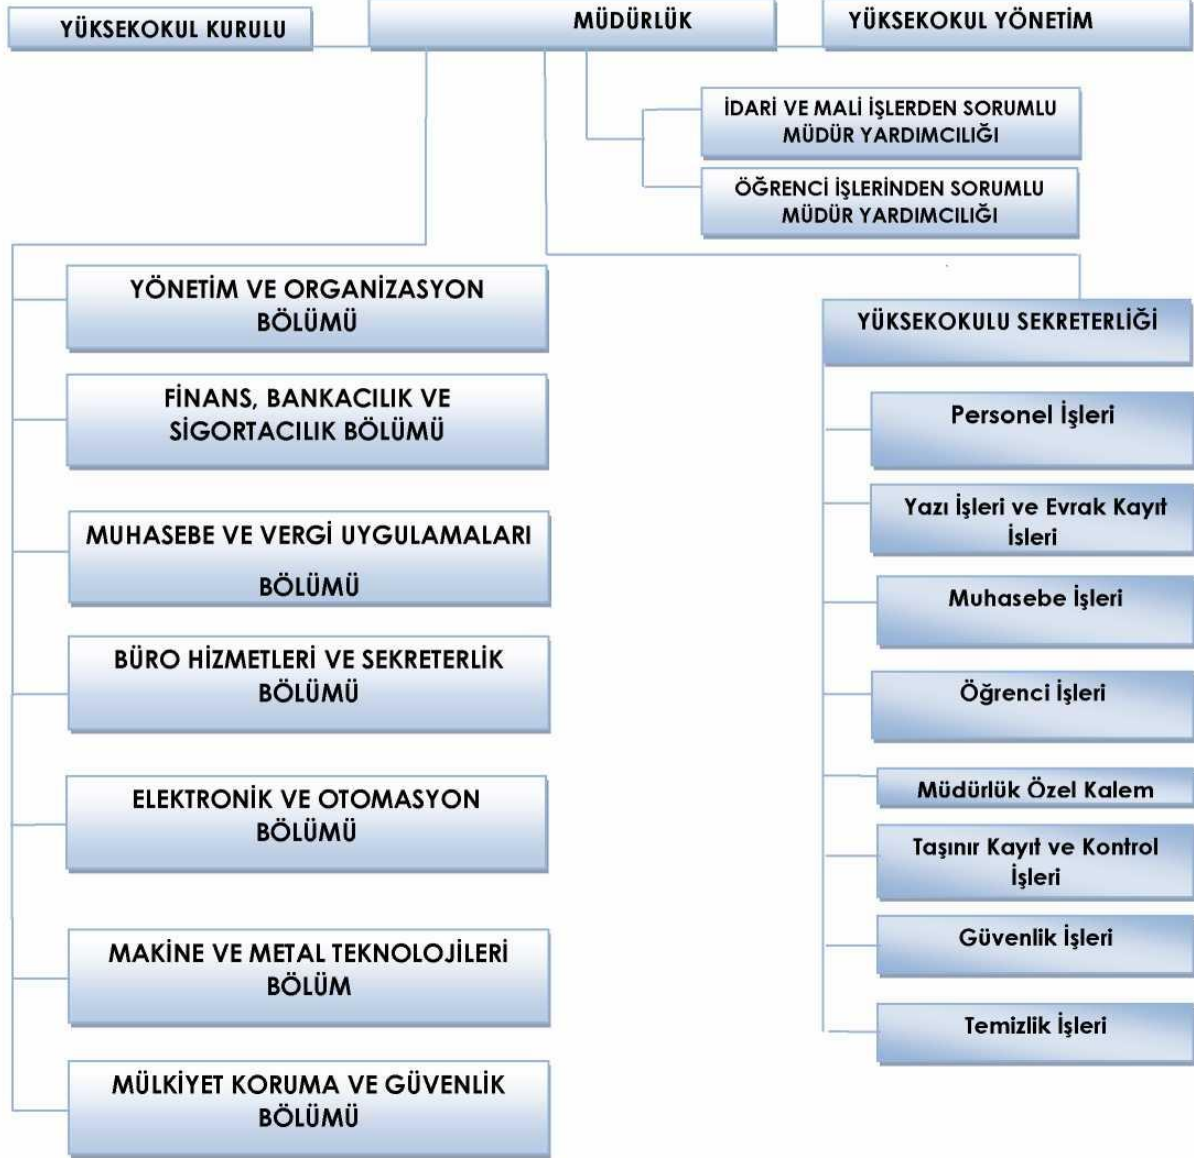 YÜKSEKOKUL KURULU
MÜDÜRLÜK
YÜKSEKOKUL YÖNETİM
İDARİ VE MALİ İŞLERDEN SORUMLU
MÜDÜR YARDIMCILIĞI
ÖĞRENCİ İŞLERİNDEN SORUMLU
MÜDÜR YARDIMCILIĞI
YÖNETİM VE ORGANİZASYON
BÖLÜMÜ
FİNANS, BANKACILIK VE
SİGORTACILIK BÖLÜMÜ
MUHASEBE VE VERGİ UYGULAMALARI
BÖLÜMÜ
BÜRO HİZMETLERİ VE SEKRETERLİK
BÖLÜMÜ
ELEKTRONİK VE OTOMASYON
BÖLÜMÜ
MAKİNE VE METAL TEKNOLOJİLERİ
BÖLÜM
MÜLKİYET KORUMA VE GÜVENLİK
BÖLÜMÜ
YÜKSEKOKULU SEKRETERLİĞİ
Personel İşleri
Yazı İşleri ve Evrak Kayıt
İsleri
Muhasebe İşleri
Öğrenci İşleri
Müdürlük Özel Kalem
Taşınır Kayıt ve Kontrol
İşleri
Güvenlik İşleri
Temizlik İşleri